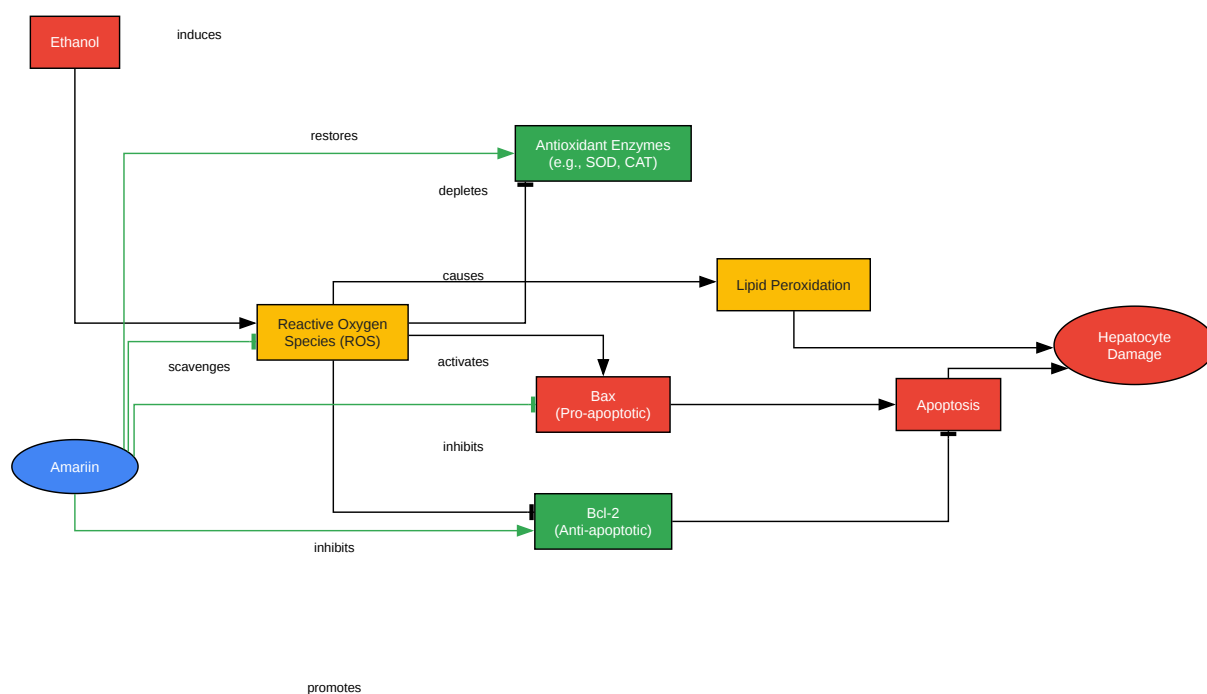 Ethanol
induces
restores
Antioxidant Enzymes
(e.g., SOD, CAT)
depletes
causes
Lipid Peroxidation
Reactive Oxygen
Species (ROS)
Hepatocyte
Damage
scavenges
activates
Bax
(Pro-apoptotic)
Apoptosis
inhibits
Amariin
Bcl-2
(Anti-apoptotic)
inhibits
promotes